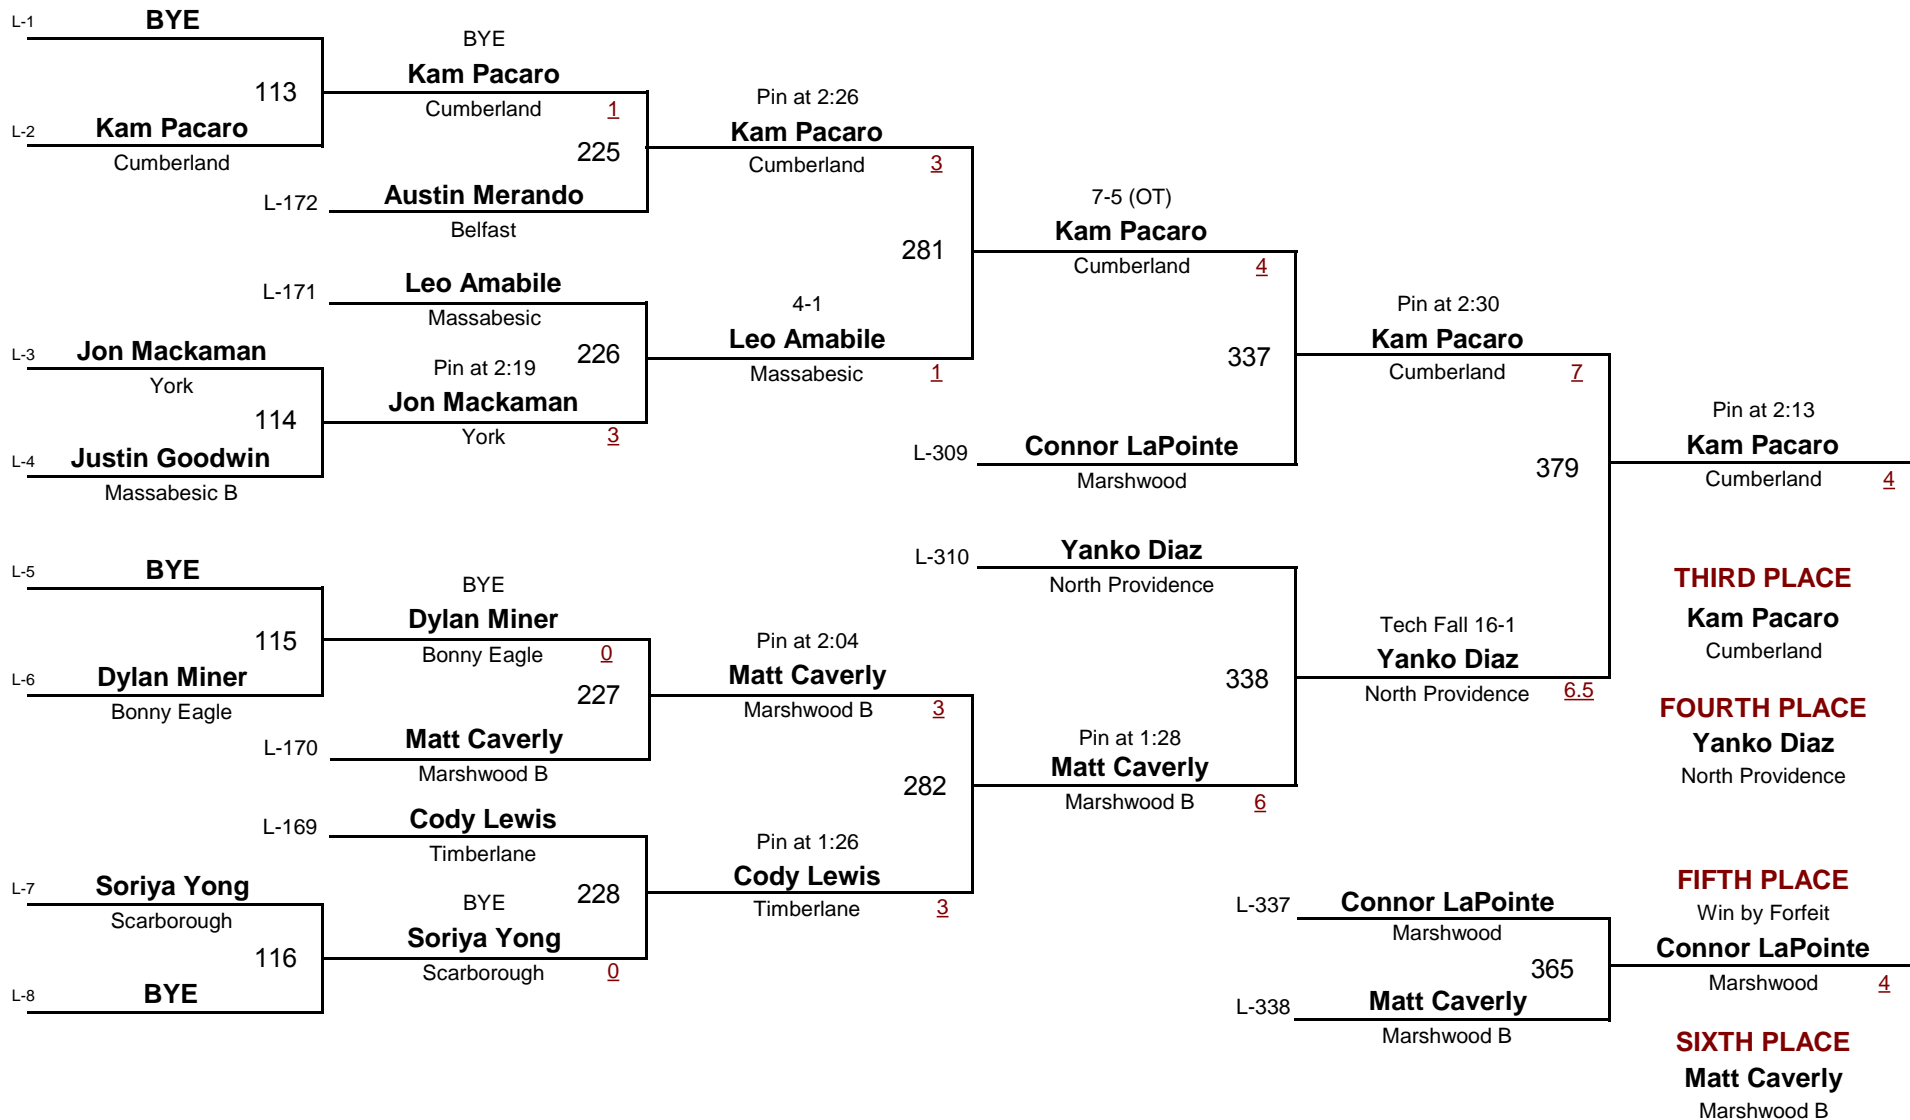 L-1 BYE
113
L-2 Kam Pacaro
Cumberland
BYE
Kam Pacaro
Cumberland 1
225
L-172 Austin Merando
Belfast
Pin at 2:26
Kam Pacaro
Cumberland 3
281
L-171 Leo Amabile
Massabesic
226
L-3 Jon Mackaman
York
114
L-4 Justin Goodwin
Massabesic B
Pin at 2:19
Jon Mackaman
York 3
4-1
Leo Amabile
Massabesic 1
7-5 (OT)
Kam Pacaro
Cumberland 4
337
L-309 Connor LaPointe
Marshwood
Pin at 2:30
Kam Pacaro
Cumberland 7
379
Pin at 2:13
Kam Pacaro
Cumberland 4
L-5 BYE
115
L-6 Dylan Miner
Bonny Eagle
BYE
Dylan Miner
Bonny Eagle 0
227
L-170 Matt Caverly
Marshwood B
Pin at 2:04
Matt Caverly
Marshwood B 3
282
L-169 Cody Lewis
Timberlane
228
L-7 Soriya Yong
Scarborough
116
L-8 BYE
BYE
Soriya Yong
Scarborough 0
Pin at 1:26
Cody Lewis
Timberlane 3
L-310 Yanko Diaz
North Providence
338
Pin at 1:28
Matt Caverly
Marshwood B 6
Tech Fall 16-1
Yanko Diaz
North Providence 6.5
THIRD PLACE
Kam Pacaro
Cumberland
FOURTH PLACE
Yanko Diaz
North Providence
L-337 Connor LaPointe
Marshwood
365
L-338 Matt Caverly
Marshwood B
FIFTH PLACE
Win by Forfeit
Connor LaPointe
Marshwood 4
SIXTH PLACE
Matt Caverly
Marshwood B